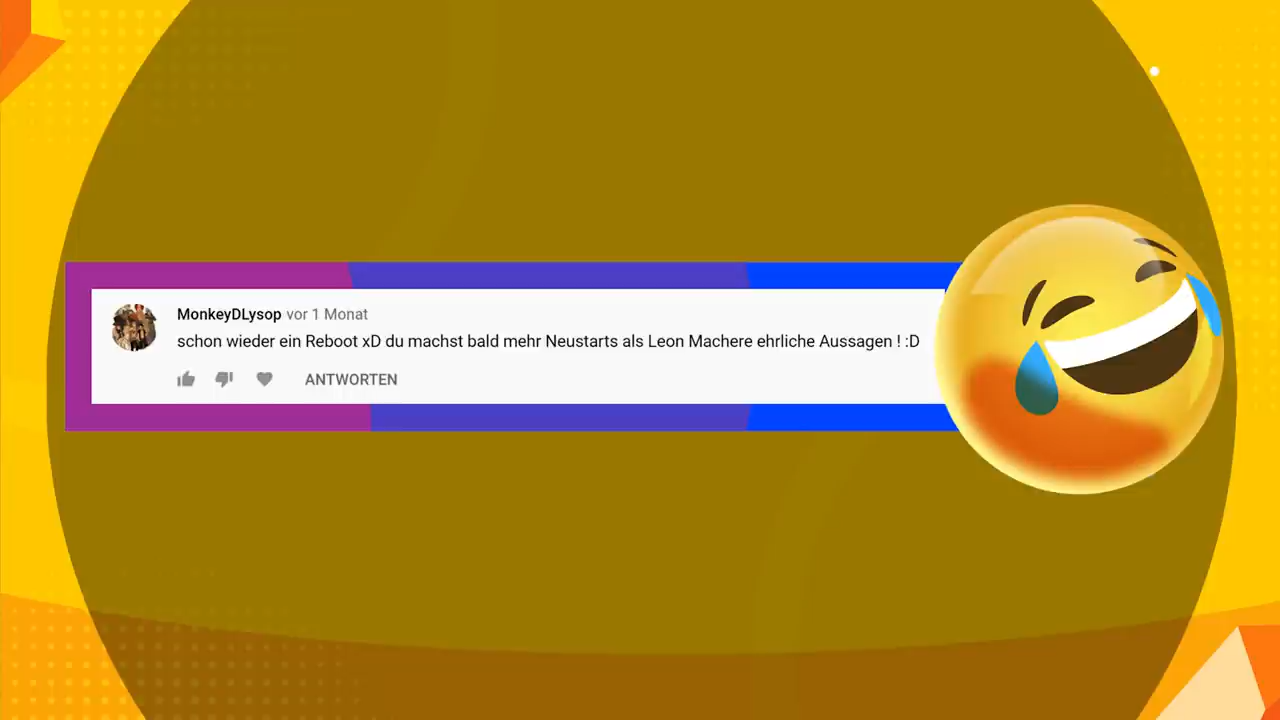 MonkeyDLysop vor 1 Monat
schon wieder ein Reboot xD du machst bald mehr Neustarts als Leon Machere ehrliche Aussagen ! :D
ANTWORTEN